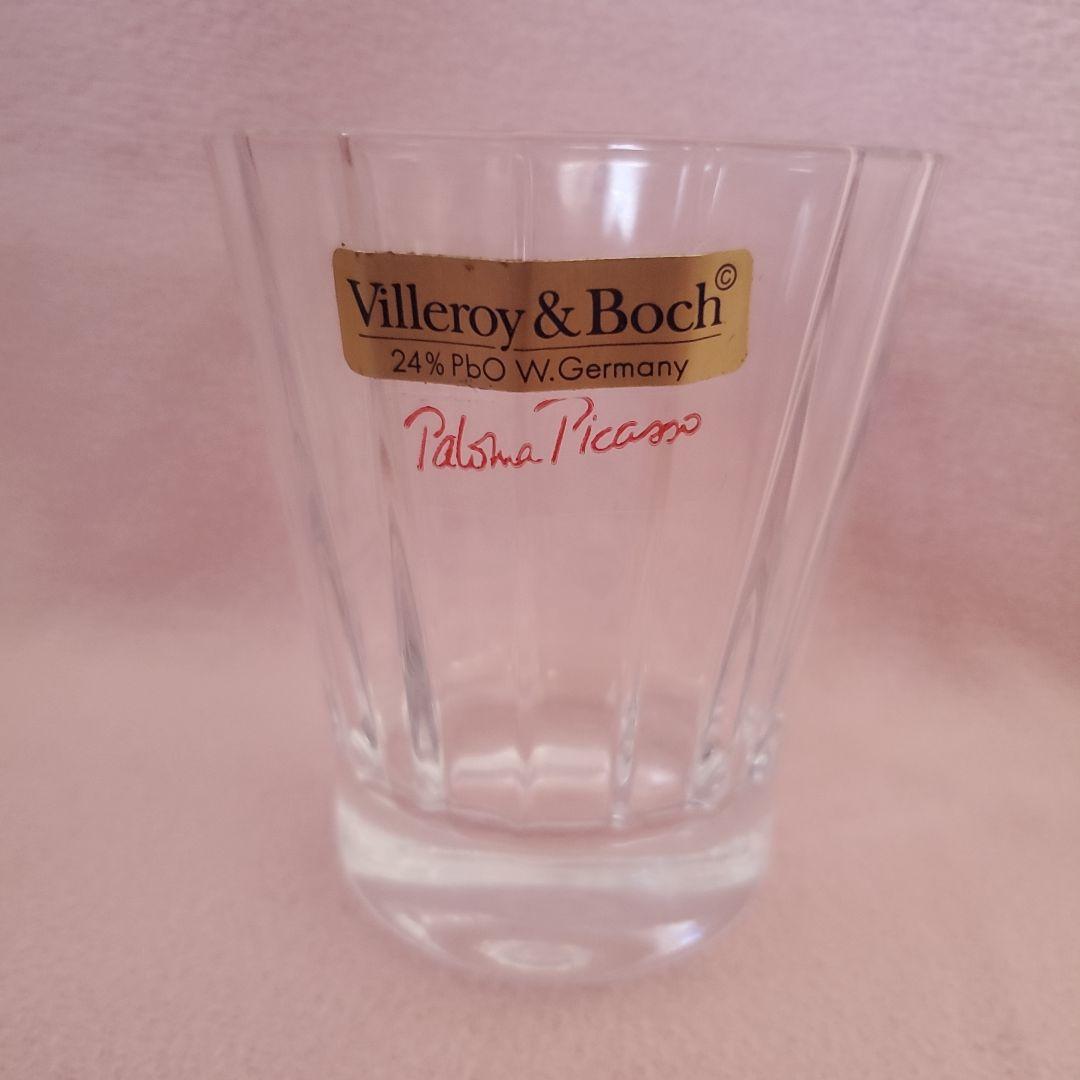 Villeroy & Boch©
24% PbO W.Germany
Paloma Picasso